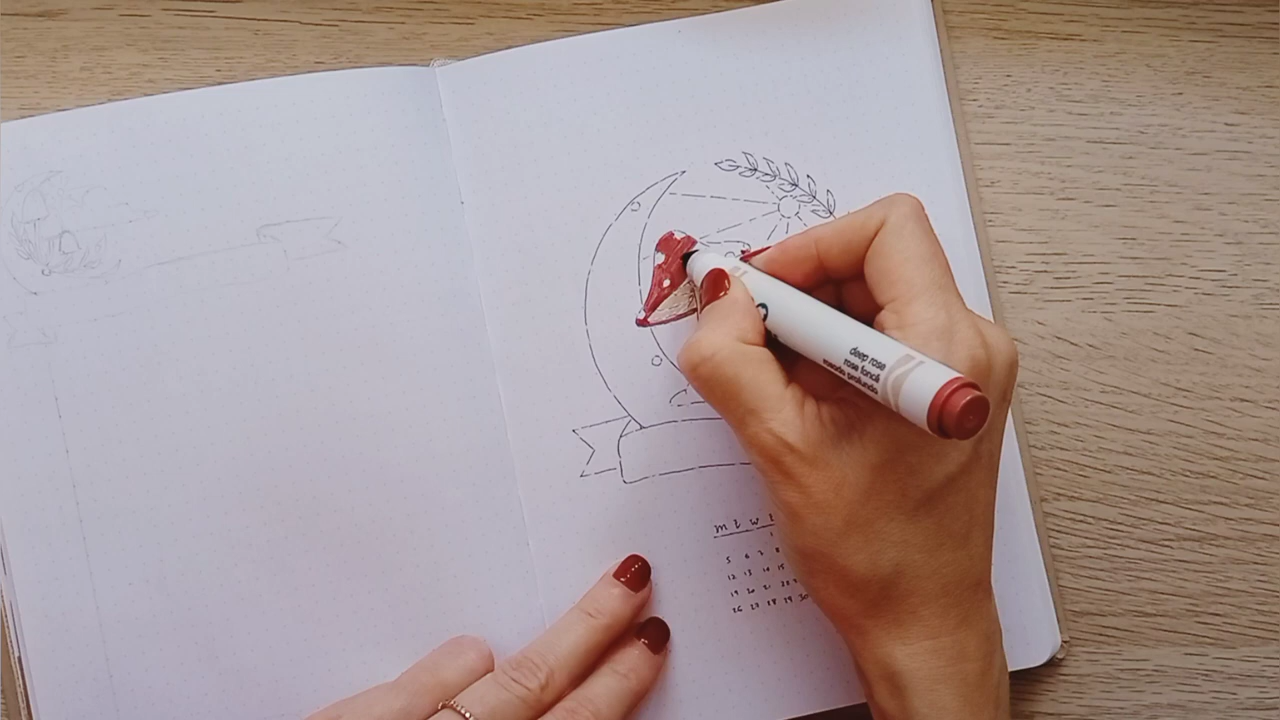 deep rose
rose foncé
rosado profundo
m t w t
1
5 6 7 8
12 13 14 15
19 20 21 22
26 27 28 29 30